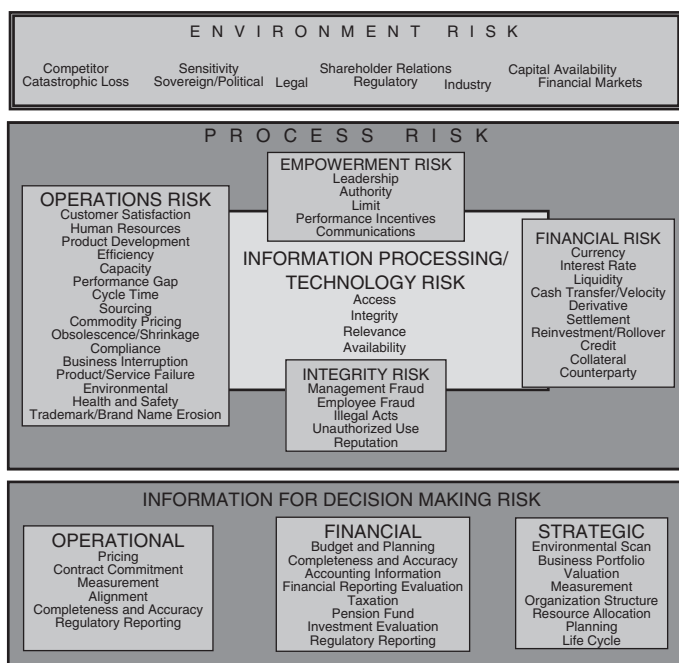 ENVIRONMENT RISK
Competitor Sensitivity Shareholder Relations Capital Availability
Catastrophic Loss Sovereign/Political Legal Regulatory Industry Financial Markets
PROCESS RISK
EMPOWERMENT RISK
Leadership
Authority
Limit
Performance Incentives
Communications
OPERATIONS RISK
Customer Satisfaction
Human Resources
Product Development
Efficiency
Capacity
Performance Gap
Cycle Time
Sourcing
Commodity Pricing
Obsolescence/Shrinkage
Compliance
Business Interruption
Product/Service Failure
Environmental
Health and Safety
Trademark/Brand Name Erosion
INFORMATION PROCESSING/
TECHNOLOGY RISK
Access
Integrity
Relevance
Availability
FINANCIAL RISK
Currency
Interest Rate
Liquidity
Cash Transfer/Velocity
Derivative
Settlement
Reinvestment/Rollover
Credit
Collateral
Counterparty
INTEGRITY RISK
Management Fraud
Employee Fraud
Illegal Acts
Unauthorized Use
Reputation
INFORMATION FOR DECISION MAKING RISK
OPERATIONAL
Pricing
Contract Commitment
Measurement
Alignment
Completeness and Accuracy
Regulatory Reporting
FINANCIAL
Budget and Planning
Completeness and Accuracy
Accounting Information
Financial Reporting Evaluation
Taxation
Pension Fund
Investment Evaluation
Regulatory Reporting
STRATEGIC
Environmental Scan
Business Portfolio
Valuation
Measurement
Organization Structure
Resource Allocation
Planning
Life Cycle